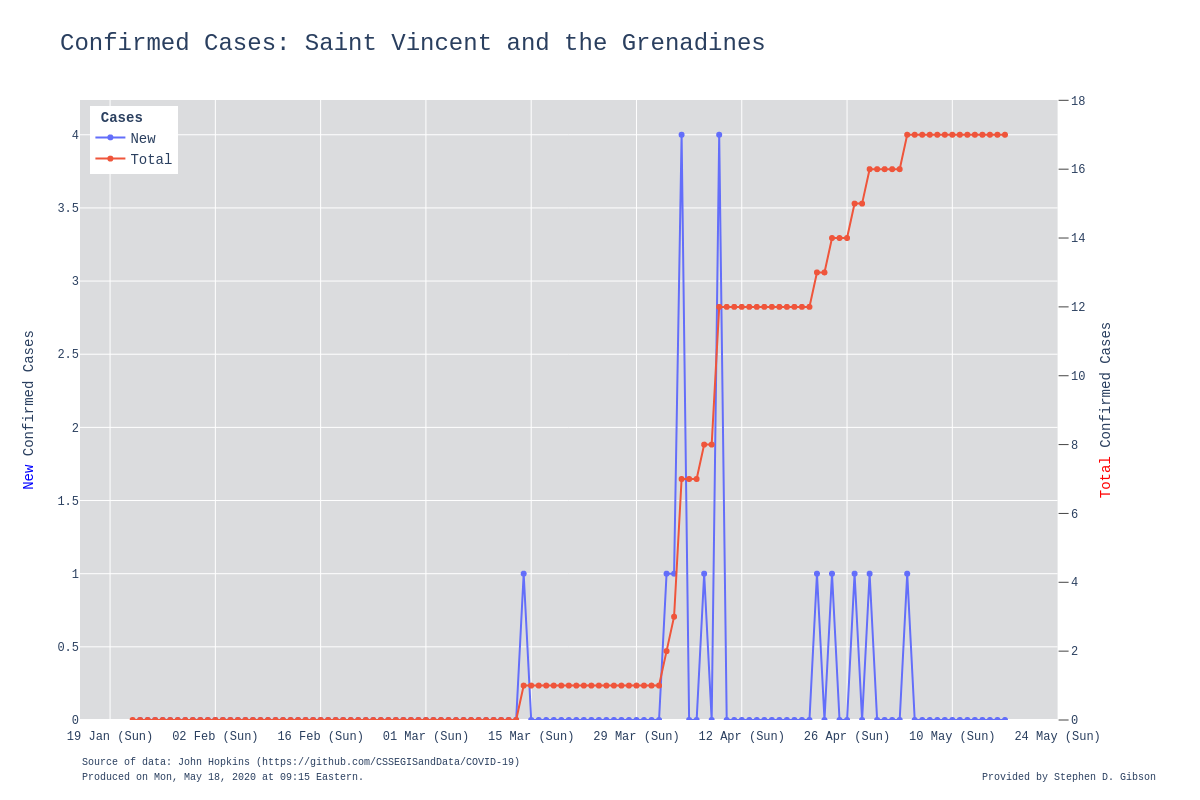 Confirmed Cases: Saint Vincent and the Grenadines
Cases
New
Total
4
3.5
3
2.5
2
1.5
1
0.5
0
New Confirmed Cases
18
16
14
12
10
8
6
4
2
0
Total Confirmed Cases
19 Jan (Sun) 02 Feb (Sun) 16 Feb (Sun) 01 Mar (Sun) 15 Mar (Sun) 29 Mar (Sun) 12 Apr (Sun) 26 Apr (Sun) 10 May (Sun) 24 May (Sun)
Source of data: John Hopkins (https://github.com/CSSEGISandData/COVID-19)
Produced on Mon, May 18, 2020 at 09:15 Eastern.
Provided by Stephen D. Gibson